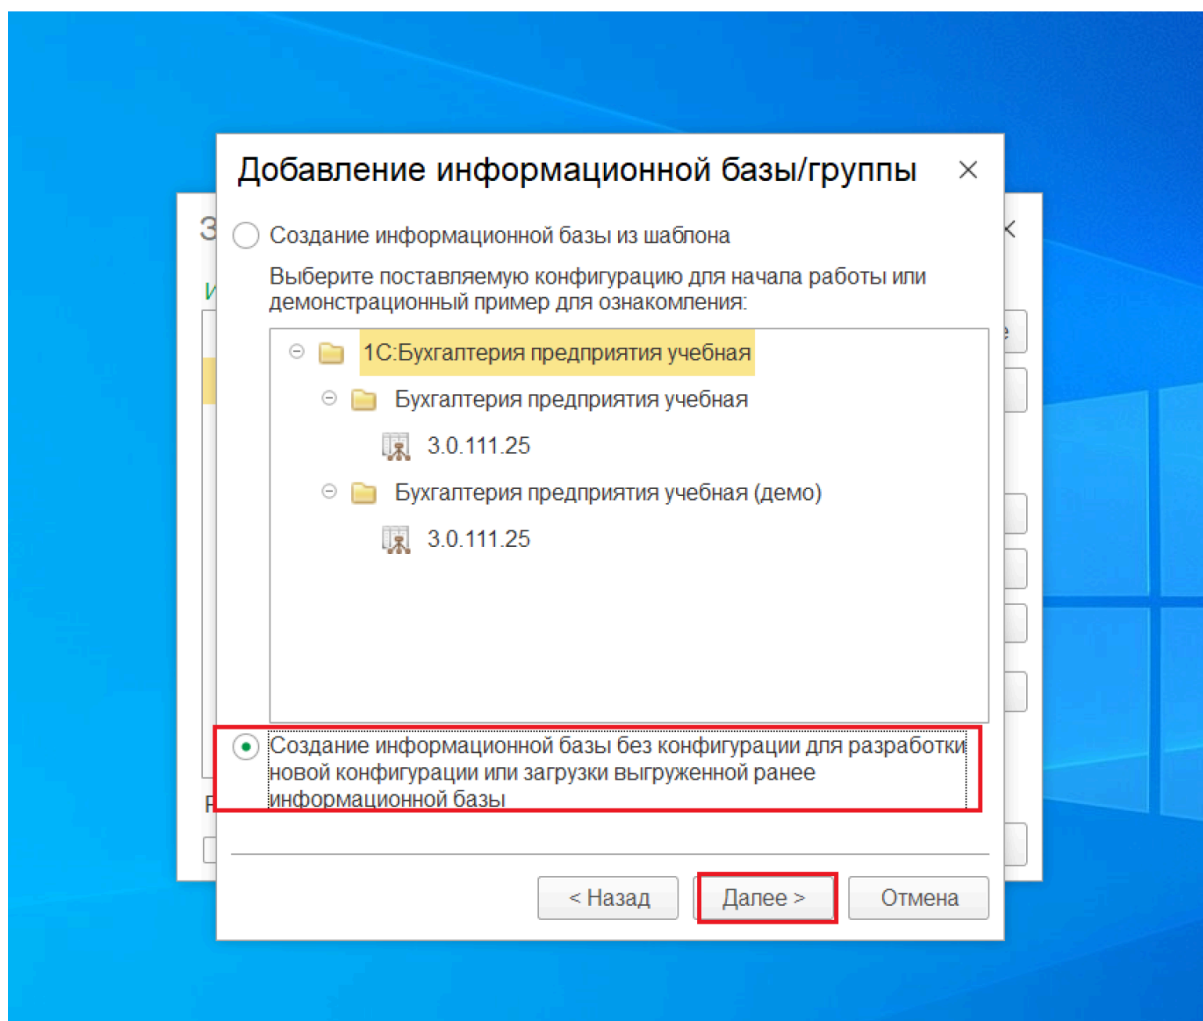 Добавление информационной базы/группы
Создание информационной базы из шаблона
Выберите поставляемую конфигурацию для начала работы или
демонстрационный пример для ознакомления:
1С:Бухгалтерия предприятия учебная
Бухгалтерия предприятия учебная
3.0.111.25
Бухгалтерия предприятия учебная (демо)
3.0.111.25
Создание информационной базы без конфигурации для разработки
новой конфигурации или загрузки выгруженной ранее
информационной базы
< Назад
Далее >
Отмена